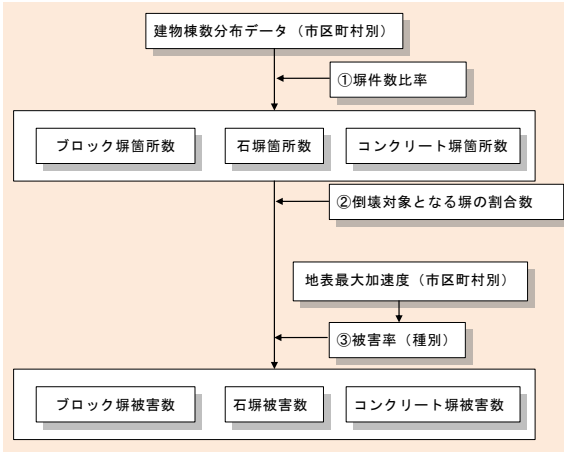 建物棟数分布データ（市区町村別）
①塀件数比率
ブロック塀箇所数
石塀箇所数
コンクリート塀箇所数
②倒壊対象となる塀の割合数
地表最大加速度（市区町村別）
③被害率（種別）
ブロック塀被害数
石塀被害数
コンクリート塀被害数